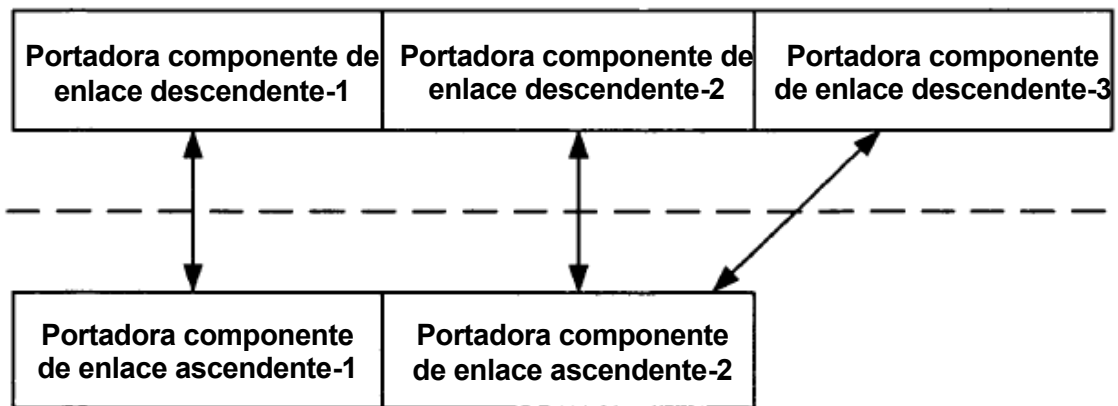 Portadora componente de
enlace descendente-1
Portadora componente de
enlace descendente-2
Portadora componente
de enlace descendente-3
Portadora componente
de enlace ascendente-1
Portadora componente
de enlace ascendente-2